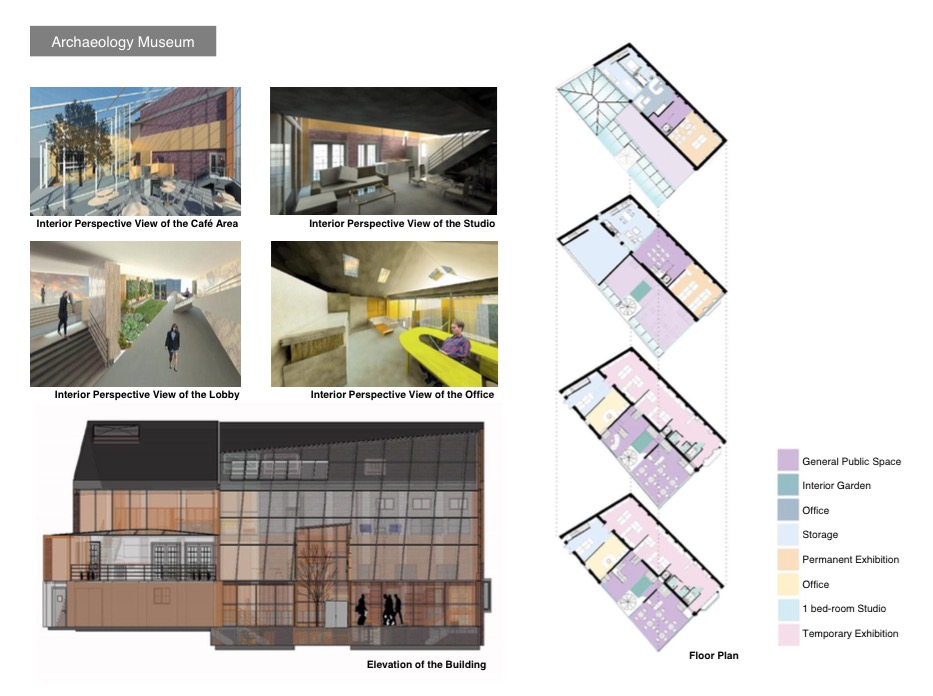 Archaeology Museum
Interior Perspective View of the Café Area
Interior Perspective View of the Studio
Interior Perspective View of the Lobby
Interior Perspective View of the Office
Elevation of the Building
General Public Space
Interior Garden
Office
Storage
Permanent Exhibition
Office
1 bed-room Studio
Temporary Exhibition
Floor Plan